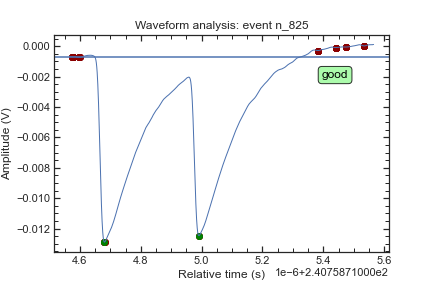 Waveform analysis: event n_825
Amplitude (V)
0.000
−0.002
−0.004
−0.006
−0.008
−0.010
−0.012
good
4.6 4.8 5.0 5.2 5.4 5.6
Relative time (s) 1e−6+2.4075871000e2